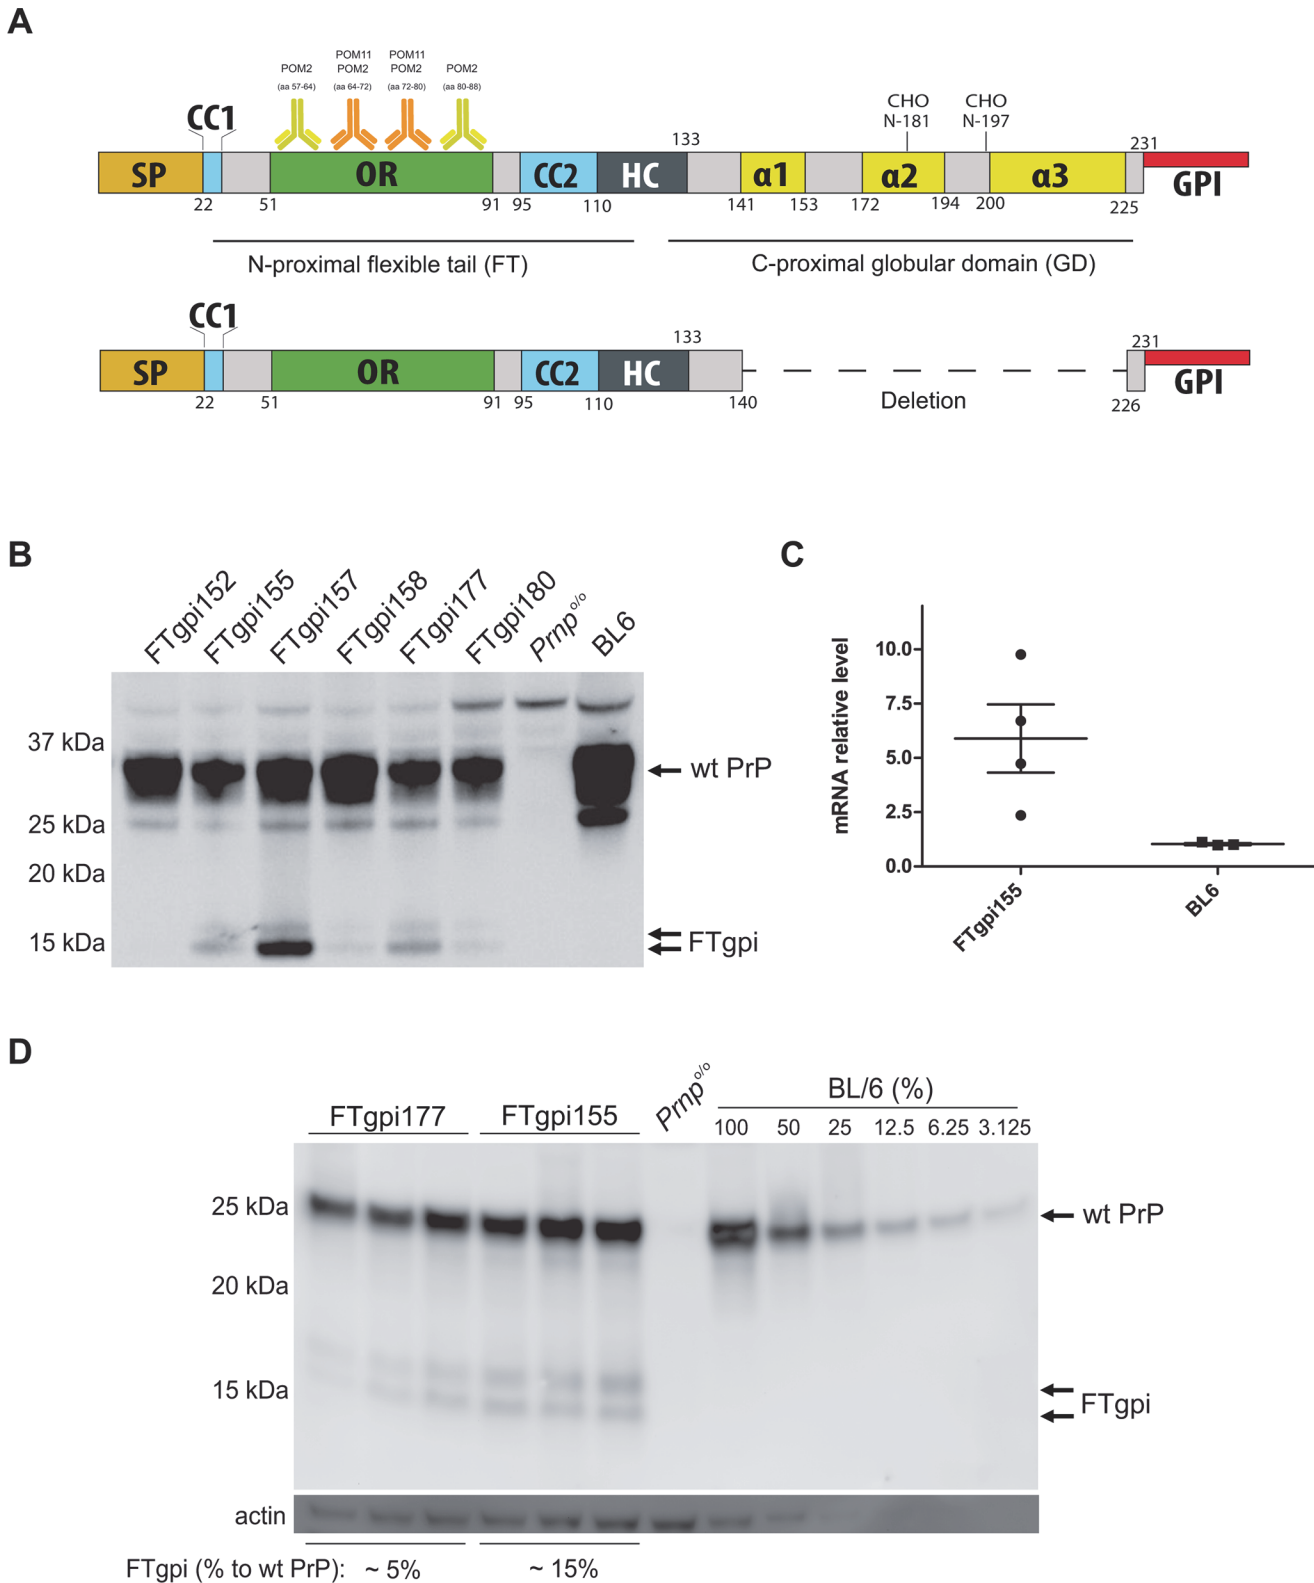 A
POM2
(aa 57-64)
POM11
POM2
(aa 64-72)
POM11
POM2
(aa 72-80)
POM2
(aa 80-88)
CC1
CHO
N-181
CHO
N-197
133
231
SP
OR
CC2
HC
α1
α2
α3
GPI
22
51
91
95
110
141
153
172
194
200
225
N-proximal flexible tail (FT)
C-proximal globular domain (GD)
CC1
133
231
SP
OR
CC2
HC
GPI
22
51
91
95
110
140
Deletion
226
B
FTgpi152
FTgpi155
FTgpi157
FTgpi158
FTgpi177
FTgpi180
Prnp o/o
BL6
37 kDa
25 kDa
20 kDa
15 kDa
wt PrP
FTgpi
C
mRNA relative level
10.0
7.5
5.0
2.5
0.0
FTgpi155
BL6
D
FTgpi177
FTgpi155
Prnp o/o
BL/6 (%)
100 50 25 12.5 6.25 3.125
25 kDa
20 kDa
15 kDa
wt PrP
FTgpi
actin
FTgpi (% to wt PrP): ~ 5% ~ 15%